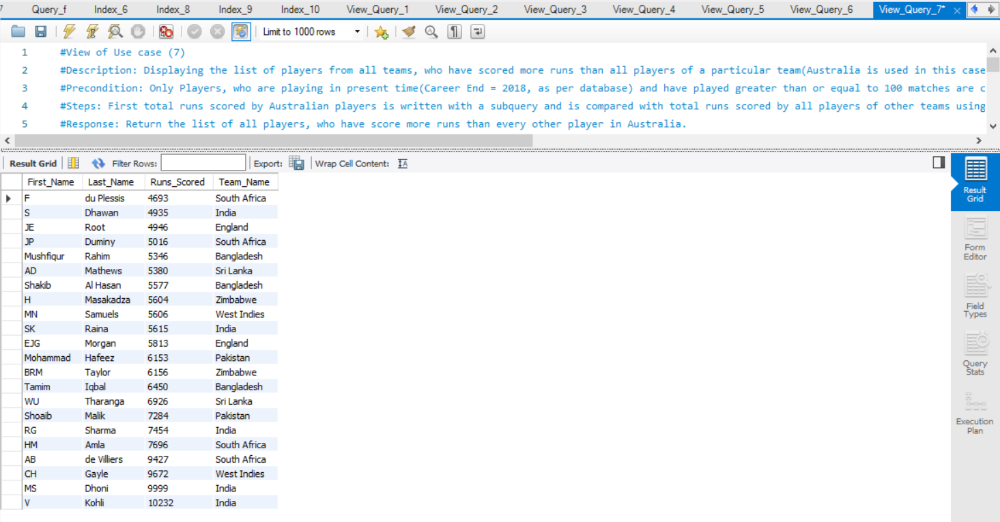 7 Query_f Index_6 Index_8 Index_9 Index_10 View_Query_1 View_Query_2 View_Query_3 View_Query_4 View_Query_5 View_Query_6 View_Query_7*
Limit to 1000 rows
1 #View of Use case (7)
2 #Description: Displaying the list of players from all teams, who have scored more runs than all players of a particular team(Australia is used in this case
3 #Precondition: Only Players, who are playing in present time(Career End = 2018, as per database) and have played greater than or equal to 100 matches are c
4 #Steps: First total runs scored by Australian players is written with a subquery and is compared with total runs scored by all players of other teams using
5 #Response: Return the list of all players, who have score more runs than every other player in Australia.
Result Grid Filter Rows: Export: Wrap Cell Content: IA
First_Name Last_Name Runs_Scored Team_Name
F du Plessis 4693 South Africa
S Dhawan 4935 India
JE Root 4946 England
JP Duminy 5016 South Africa
Mushfiqur Rahim 5346 Bangladesh
AD Mathews 5380 Sri Lanka
Shakib Al Hasan 5577 Bangladesh
H Masakadza 5604 Zimbabwe
MN Samuels 5606 West Indies
SK Raina 5615 India
EJG Morgan 5813 England
Mohammad Hafeez 6153 Pakistan
BRM Taylor 6156 Zimbabwe
Tamim Iqbal 6450 Bangladesh
WU Tharanga 6926 Sri Lanka
Shoaib Malik 7284 Pakistan
RG Sharma 7454 India
HM Amla 7696 South Africa
AB de Villiers 9427 South Africa
CH Gayle 9672 West Indies
MS Dhoni 9999 India
V Kohli 10232 India
Result
Grid
Form
Editor
Field
Types
Query
Stats
Execution
Plan